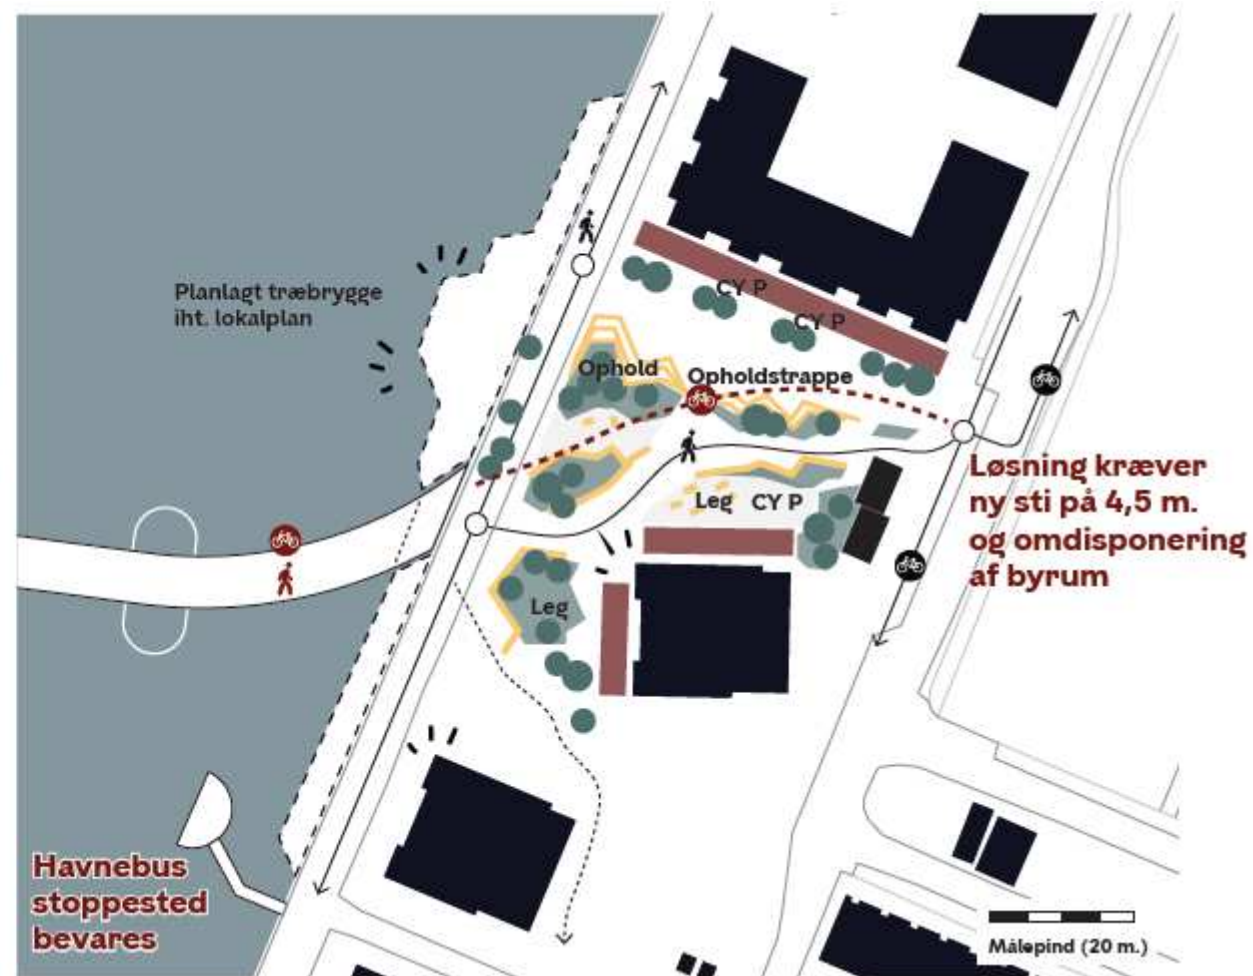 Planlagt træbrygge
iht. lokalplan
CY P
CY P
Ophold
Opholdstrappe
Leg
CY P
Løsning kræver
ny sti på 4,5 m.
og omdisponering
af byrum
Leg
Havnebus
stoppested
bevares
Målepind (20 m.)